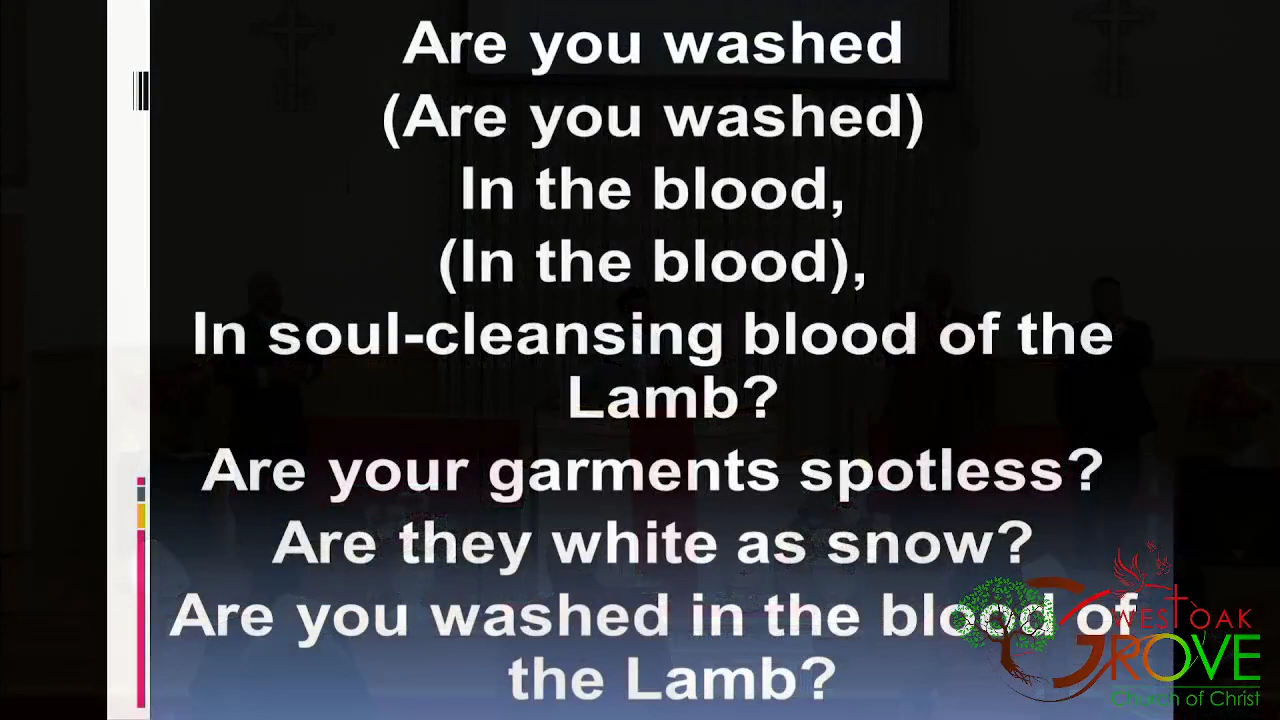 Are you washed
(Are you washed)
In the blood,
(In the blood),
In soul-cleansing blood of the
Lamb?
Are your garments spotless?
Are they white as snow?
Are you washed in the blood of
the Lamb?
WEST OAK
GROVE
Church of Christ